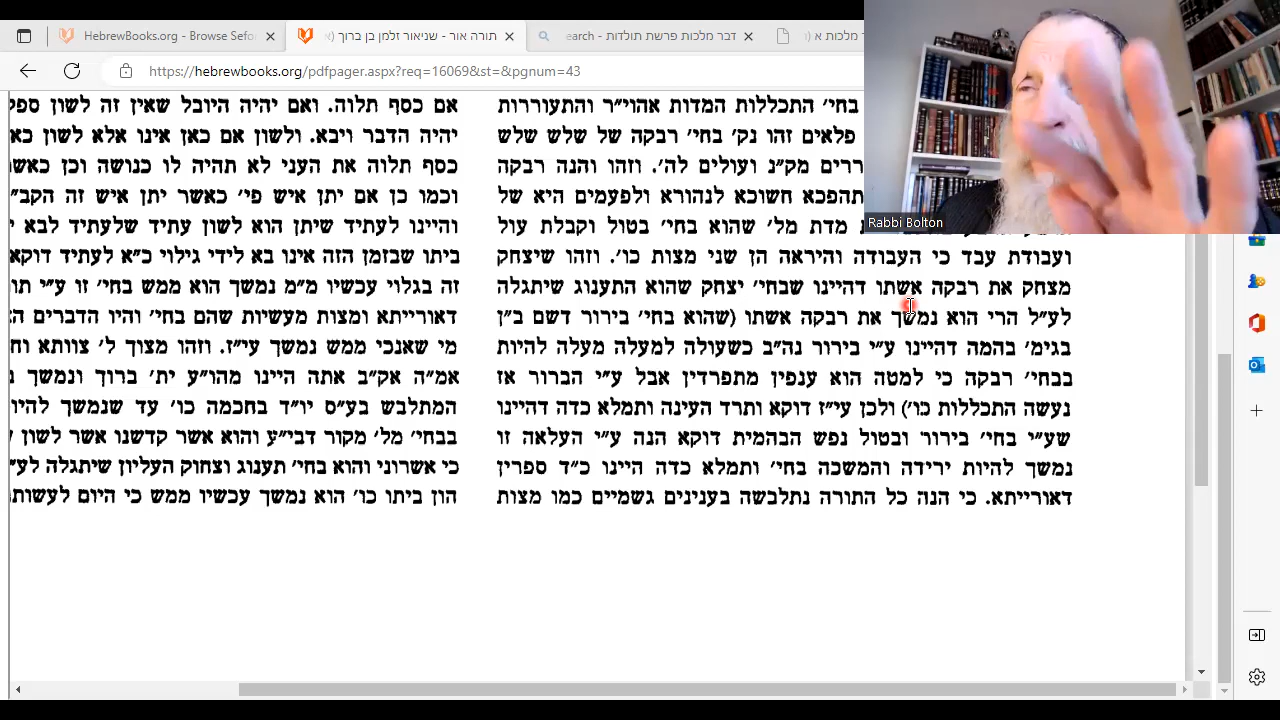 HebrewBooks.org - Browse Sefo
תורה אור - שניאור זלמן בן ברוך (א
דבר מלכות פרשת תולדות - earch
מלכות א (ו
https://hebrewbooks.org/pdfpager.aspx?req=16069&st=&pgnum=43
Rabbi Bolton
בחי׳ התכללות המדות אהוי״ר והתעוררות
פלאים זהו נק׳ בחי׳ רבקה של שלש שלש
ררים מק״נ ועולים לה׳. וזהו והנה רבקה
תהפכא חשוכא לנהורא ולפעמים היא של
מדת מל׳ שהוא בחי׳ בטול וקבלת עול
ועבודת עבד כי העבודה והיראה הן שני מצות כו׳. וזהו שיצחק
מצחק את רבקה אשתו דהיינו שבחי׳ יצחק שהוא התענוג שיתגלה
לע״ל הרי הוא נמשך את רבקה אשתו (שהוא בחי׳ בירור דשם ב״ן
בגימ׳ בהמה דהיינו ע״י בירור נה״ב כשעולה למעלה מעלה להיות
בבחי׳ רבקה כי למטה הוא ענפין מתפרדין אבל ע״י הברור אז
נעשה התכללות כו׳) ולכן עי״ז דוקא ותרד העינה ותמלא כדה דהיינו
שע״י בחי׳ בירור ובטול נפש הבהמית דוקא הנה ע״י העלאה זו
נמשך להיות ירידה והמשכה בחי׳ ותמלא כדה היינו כ״ד ספרין
דאורייתא. כי הנה כל התורה נתלבשה בענינים גשמיים כמו מצות
אם כסף תלוה. ואם יהיה היובל שאין זה לשון ספק
יהיה הדבר ויבא. ולשון אם כאן אינו אלא לשון כא
כסף תלוה את העני לא תהיה לו כנושה וכן כאשר
וכמו כן אם יתן איש פי׳ כאשר יתן איש זה הקב״
והיינו לעתיד שיתן הוא לשון עתיד שלעתיד לבא י
ביתו שבזמן הזה אינו בא לידי גילוי כ״א לעתיד דוקא
זה בגלוי עכשיו מ״מ נמשך הוא ממש בחי׳ זו ע״י תו
דאורייתא ומצות מעשיות שהם בחי׳ והיו הדברים הא
מי שאנכי ממש נמשך עי״ז. וזהו מצוך ל׳ צוותא וח
אמ״ה אק״ב אתה היינו מהו״ע ית׳ ברוך ונמשך מ
המתלבש בע״ס יו״ד בחכמה כו׳ עד שנמשך להיו
בבחי׳ מל׳ מקור דבי״ע והוא אשר קדשנו אשר לשון
כי אשרוני והוא בחי׳ תענוג וצחוק העליון שיתגלה לע״
הון ביתו כו׳ הוא נמשך עכשיו ממש כי היום לעשות